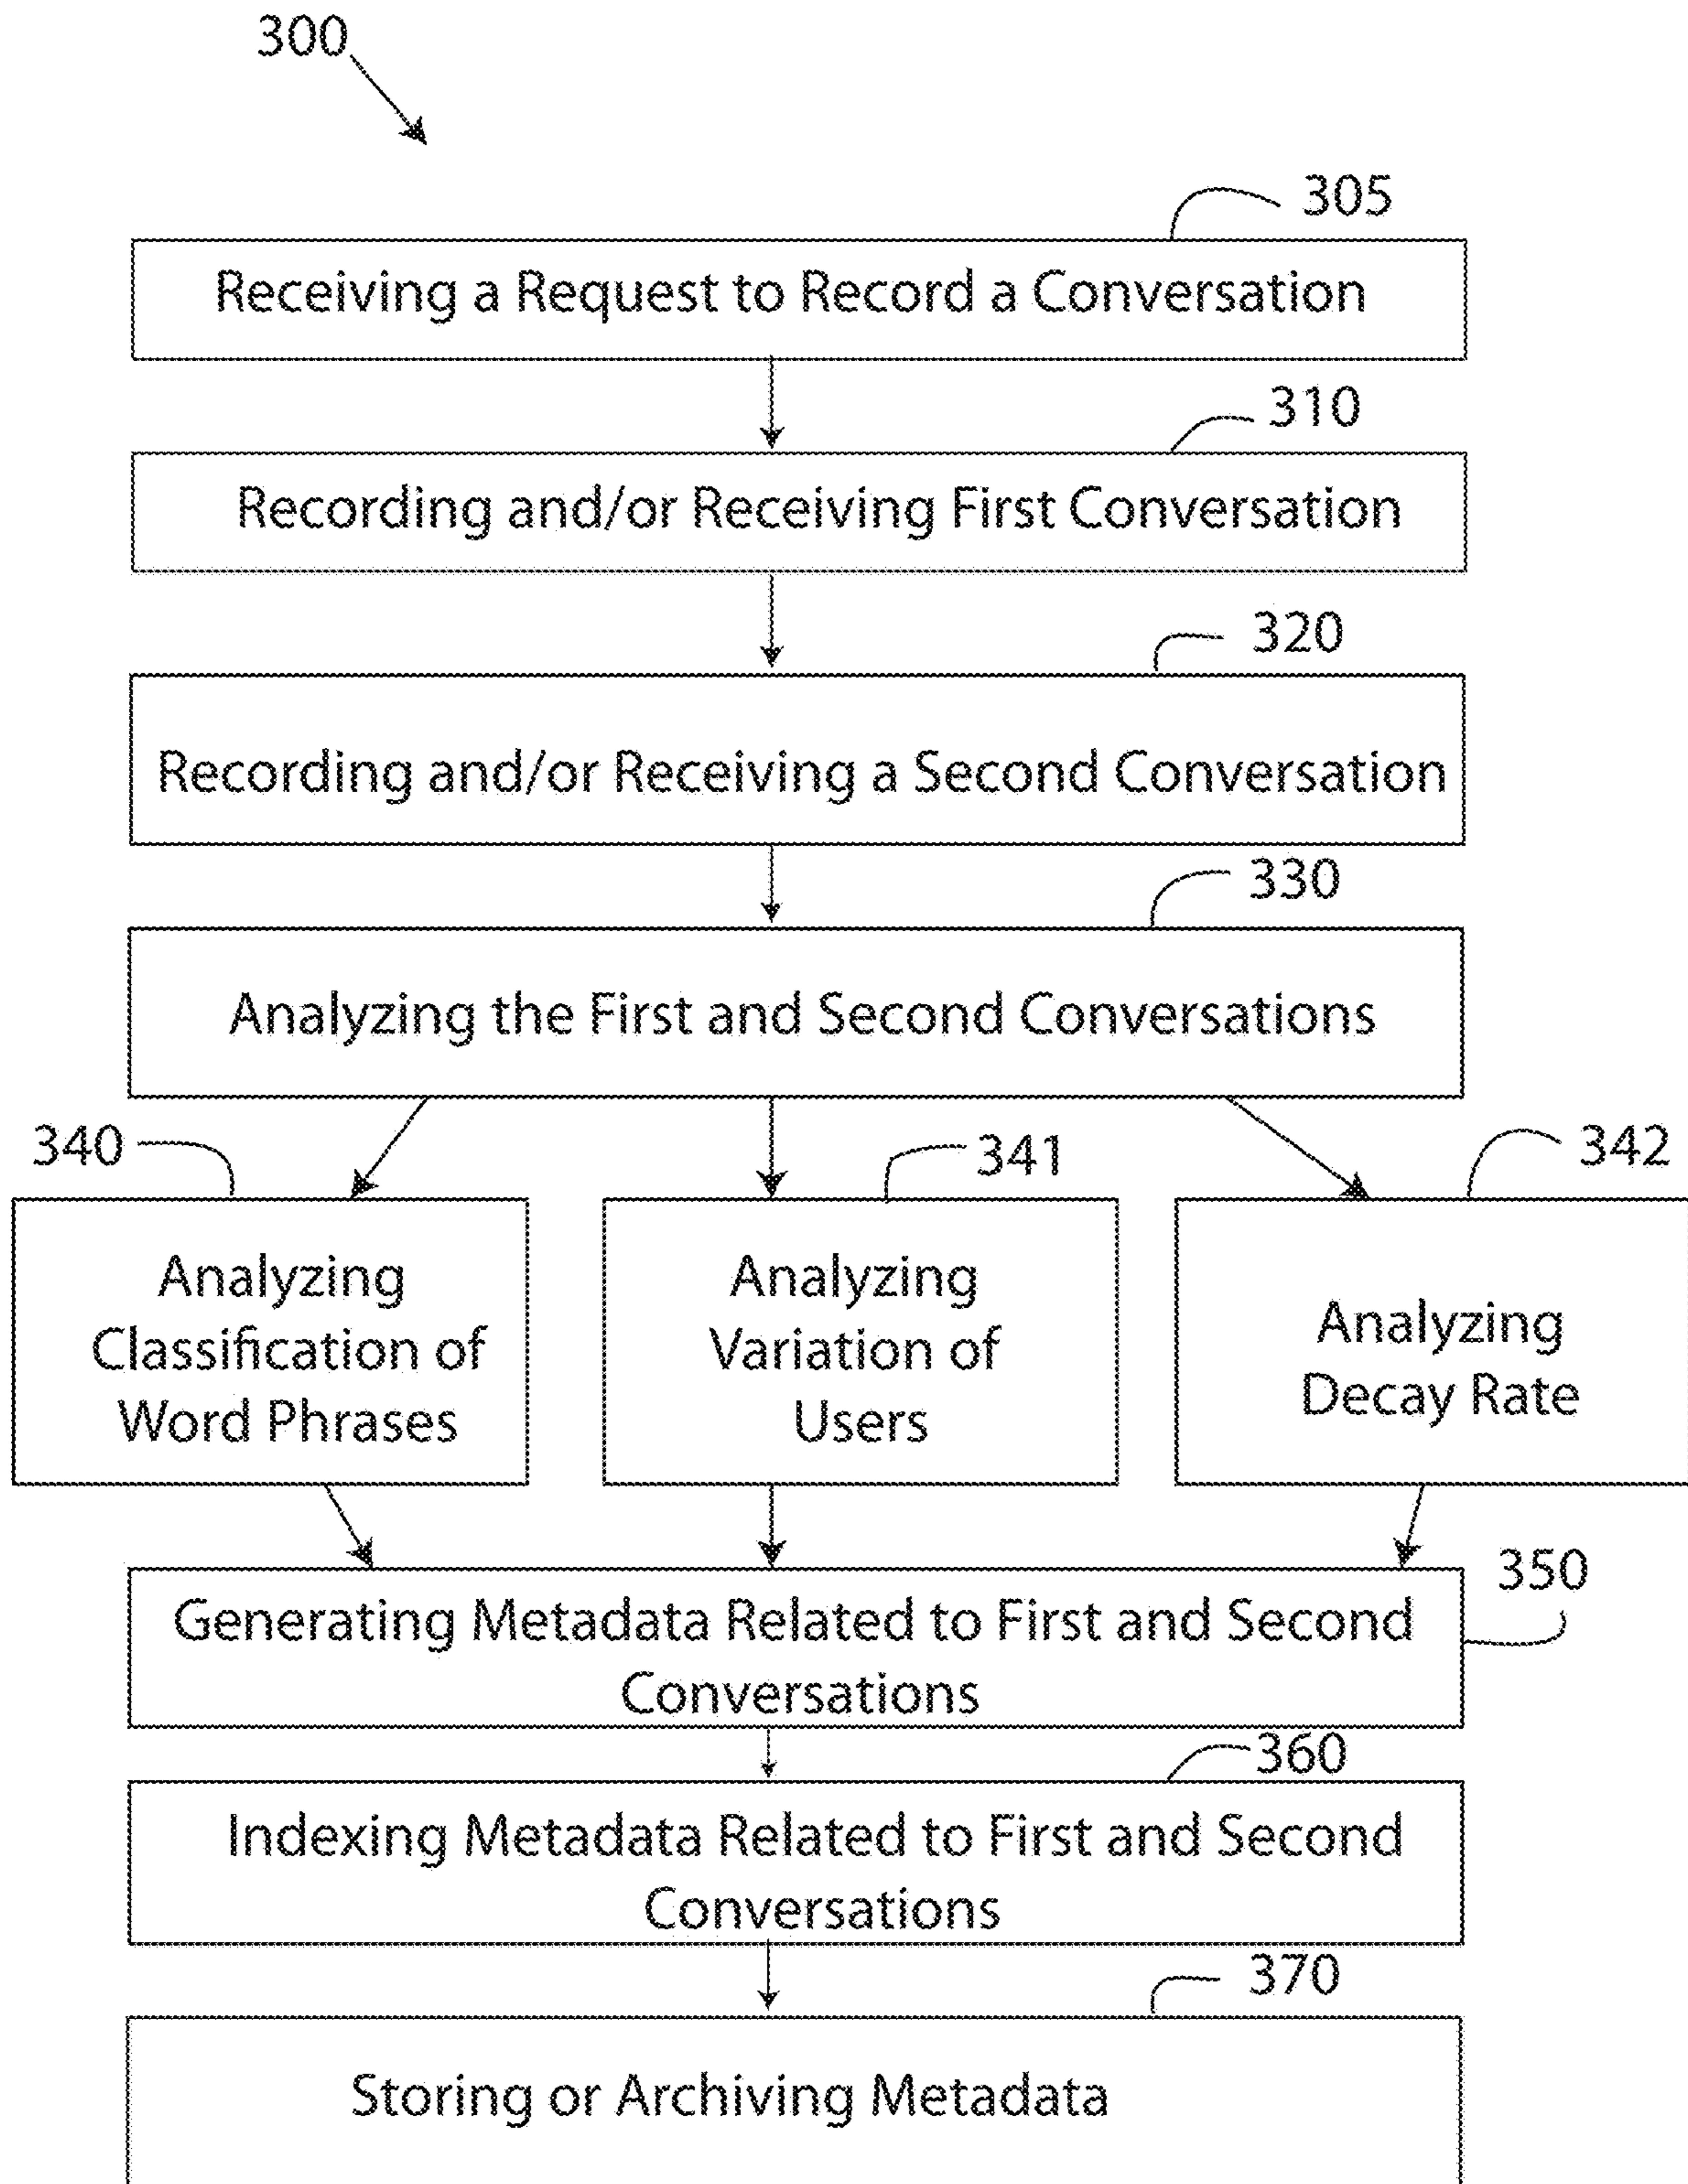 300
305
Receiving a Request to Record a Conversation
310
Recording and/or Receiving First Conversation
320
Recording and/or Receiving a Second Conversation
330
Analyzing the First and Second Conversations
340
341
342
Analyzing
Classification of
Word Phrases
Analyzing
Variation of
Users
Analyzing
Decay Rate
350
Generating Metadata Related to First and Second
Conversations
360
Indexing Metadata Related to First and Second
Conversations
370
Storing or Archiving Metadata